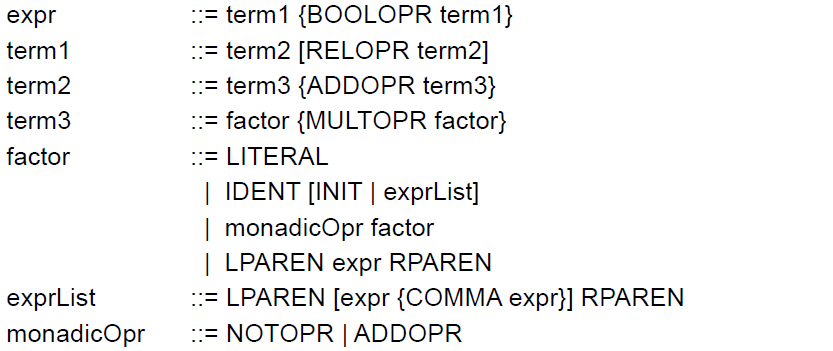 expr ::= term1 {BOOLOPR term1}
term1 ::= term2 [RELOPR term2]
term2 ::= term3 {ADDOPR term3}
term3 ::= factor {MULTOPR factor}
factor ::= LITERAL
| IDENT [INIT | exprList]
| monadicOpr factor
| LPAREN expr RPAREN
exprList ::= LPAREN [expr {COMMA expr}] RPAREN
monadicOpr ::= NOTOPR | ADDOPR